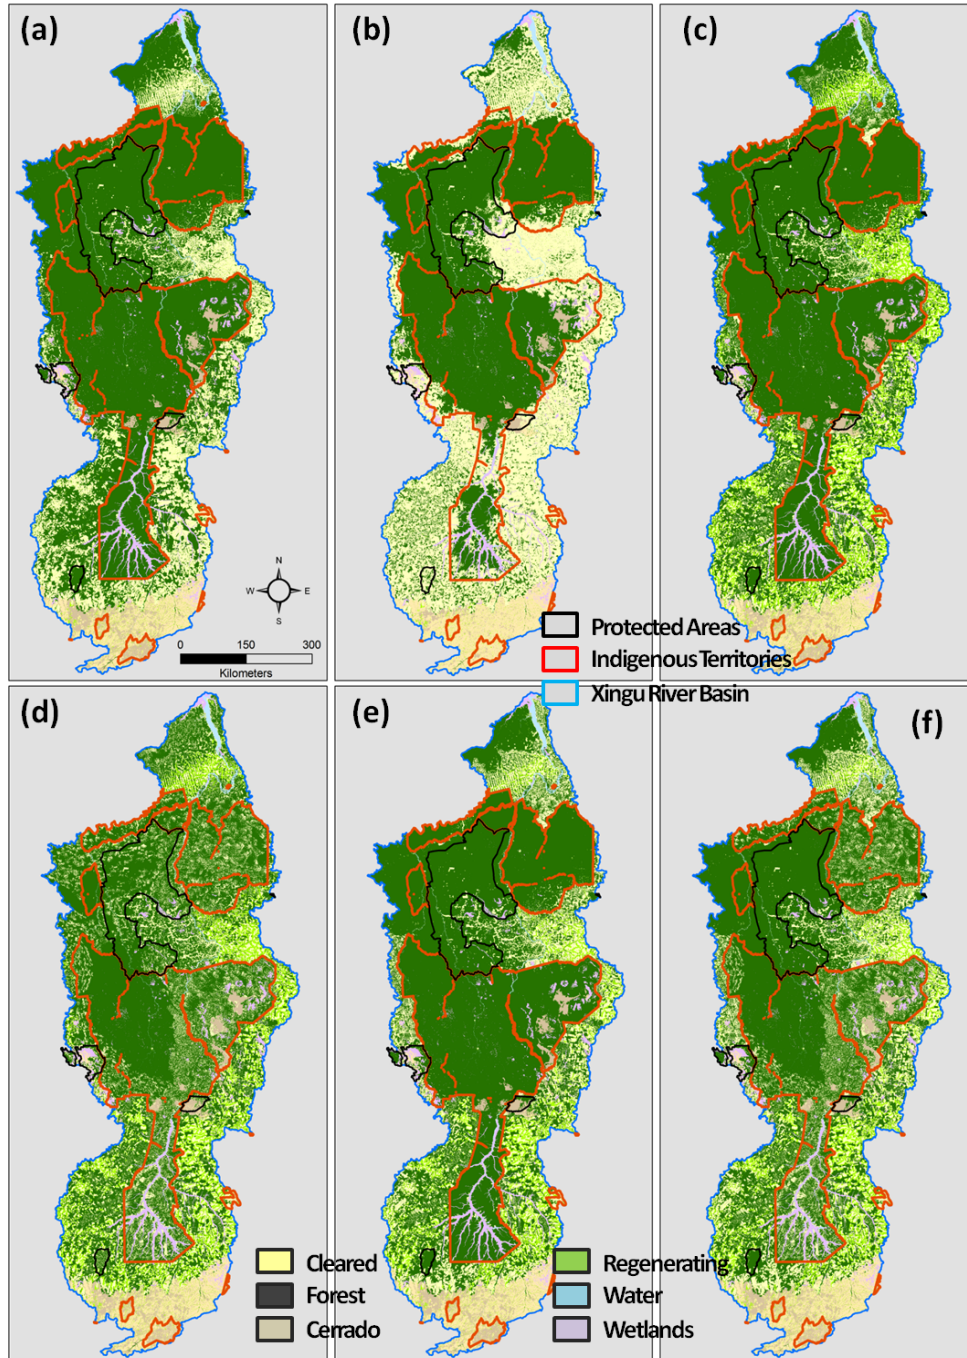 (a)
(b)
(c)
N
W E
S
0 150 300
Kilometers
Protected Areas
Indigenous Territories
Xingu River Basin
(d)
(e)
(f)
Cleared
Forest
Cerrado
Regenerating
Water
Wetlands